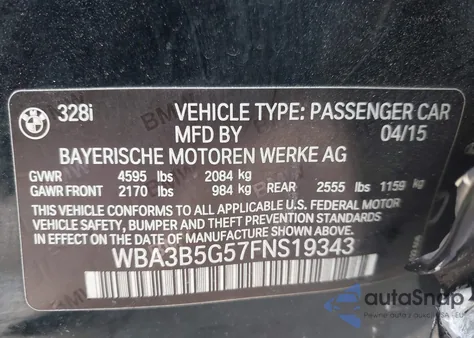 328i VEHICLE TYPE: PASSENGER CAR
MFD BY 04/15
BAYERISCHE MOTOREN WERKE AG
GVWR 4595 lbs 2084 kg
GAWR FRONT 2170 lbs 984 kg REAR 2555 lbs 1159 kg
THIS VEHICLE CONFORMS TO ALL APPLICABLE U.S. FEDERAL MOTOR
VEHICLE SAFETY, BUMPER, AND THEFT PREVENTION STANDARDS
IN EFFECT ON THE DATE OF MANUFACTURE SHOWN ABOVE.
WBA3B5G57FNS19343
autoSnap